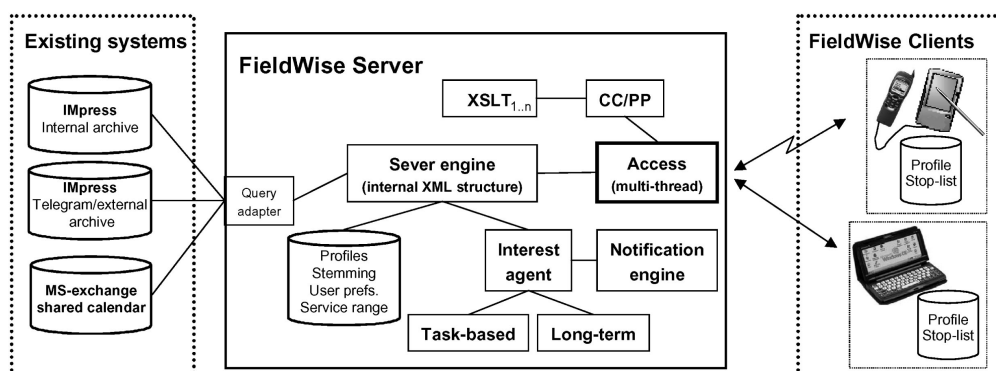 Existing systems
IMpress
Internal archive
IMpress
Telegram/external
archive
MS-exchange
shared calendar
FieldWise Server
Query
adapter
XSLT1..n
CC/PP
Sever engine
(internal XML structure)
Access
(multi-thread)
Profiles
Stemming
User prefs.
Service range
Interest
agent
Notification
engine
Task-based
Long-term
FieldWise Clients
Profile
Stop-list
Profile
Stop-list